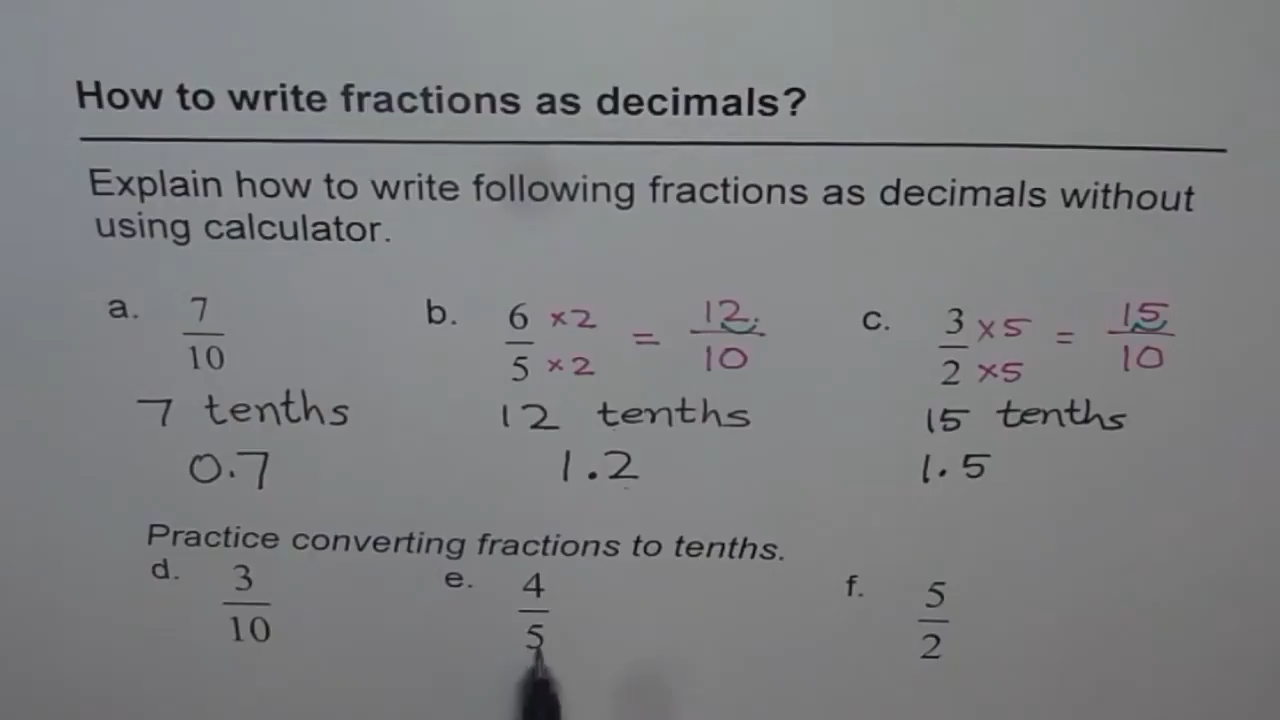 How to write fractions as decimals?
Explain how to write following fractions as decimals without
using calculator.
a. 7/10 b. 6/5 ×2/×2 = 12./10 c. 3/2 ×5/×5 = 15/10
7 tenths 12 tenths 15 tenths
0.7 1.2 1.5
Practice converting fractions to tenths.
d. 3/10 e. 4/5 f. 5/2